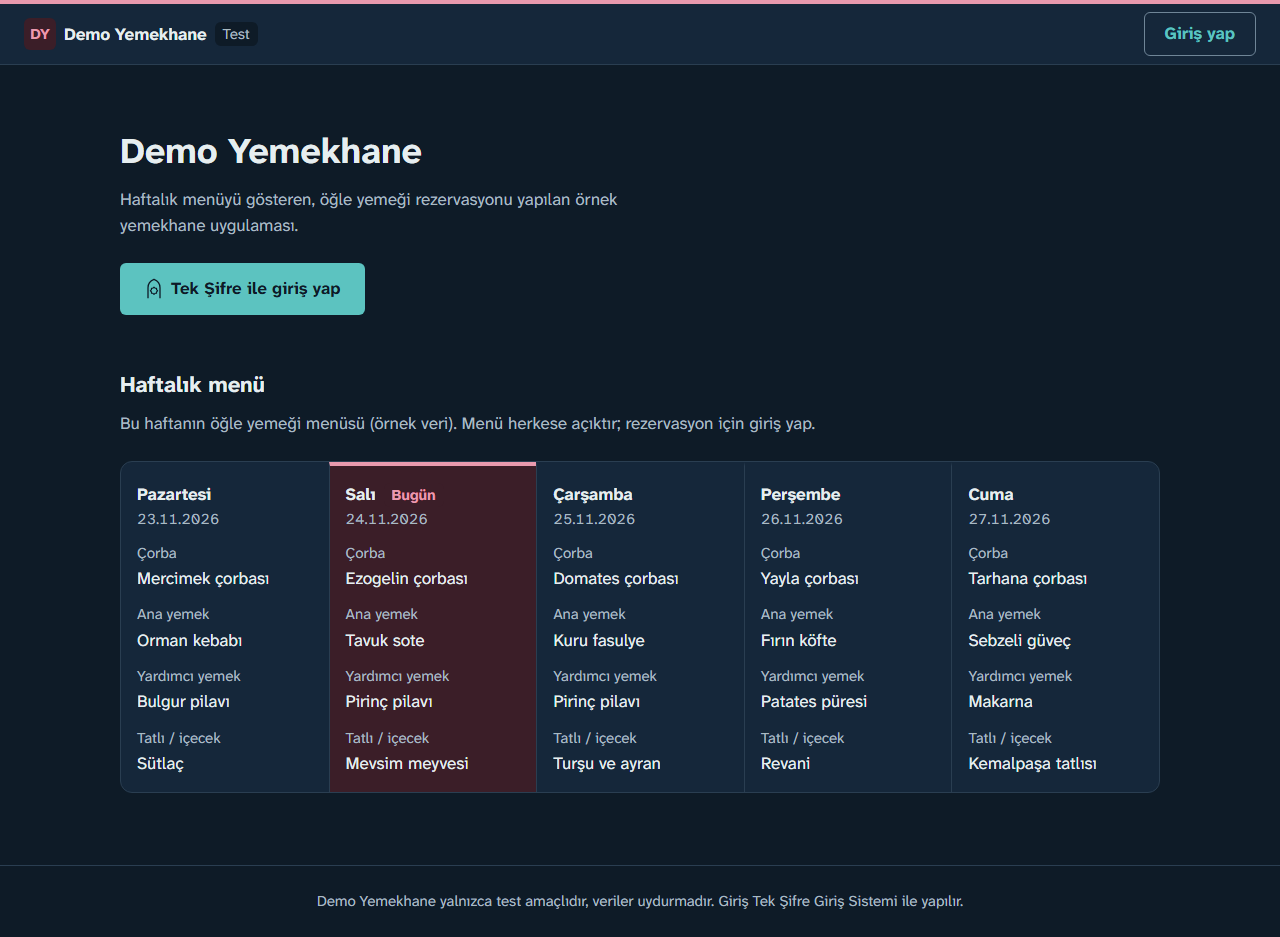 DY Demo Yemekhane Test Giriş yap
Demo Yemekhane
Haftalık menüyü gösteren, öğle yemeği rezervasyonu yapılan örnek
yemekhane uygulaması.
Tek Şifre ile giriş yap
Haftalık menü
Bu haftanın öğle yemeği menüsü (örnek veri). Menü herkese açıktır; rezervasyon için giriş yap.
Pazartesi
23.11.2026
Çorba
Mercimek çorbası
Ana yemek
Orman kebabı
Yardımcı yemek
Bulgur pilavı
Tatlı / içecek
Sütlaç
Salı Bugün
24.11.2026
Çorba
Ezogelin çorbası
Ana yemek
Tavuk sote
Yardımcı yemek
Pirinç pilavı
Tatlı / içecek
Mevsim meyvesi
Çarşamba
25.11.2026
Çorba
Domates çorbası
Ana yemek
Kuru fasulye
Yardımcı yemek
Pirinç pilavı
Tatlı / içecek
Turşu ve ayran
Perşembe
26.11.2026
Çorba
Yayla çorbası
Ana yemek
Fırın köfte
Yardımcı yemek
Patates püresi
Tatlı / içecek
Revani
Cuma
27.11.2026
Çorba
Tarhana çorbası
Ana yemek
Sebzeli güveç
Yardımcı yemek
Makarna
Tatlı / içecek
Kemalpaşa tatlısı
Demo Yemekhane yalnızca test amaçlıdır, veriler uydurmadır. Giriş Tek Şifre Giriş Sistemi ile yapılır.